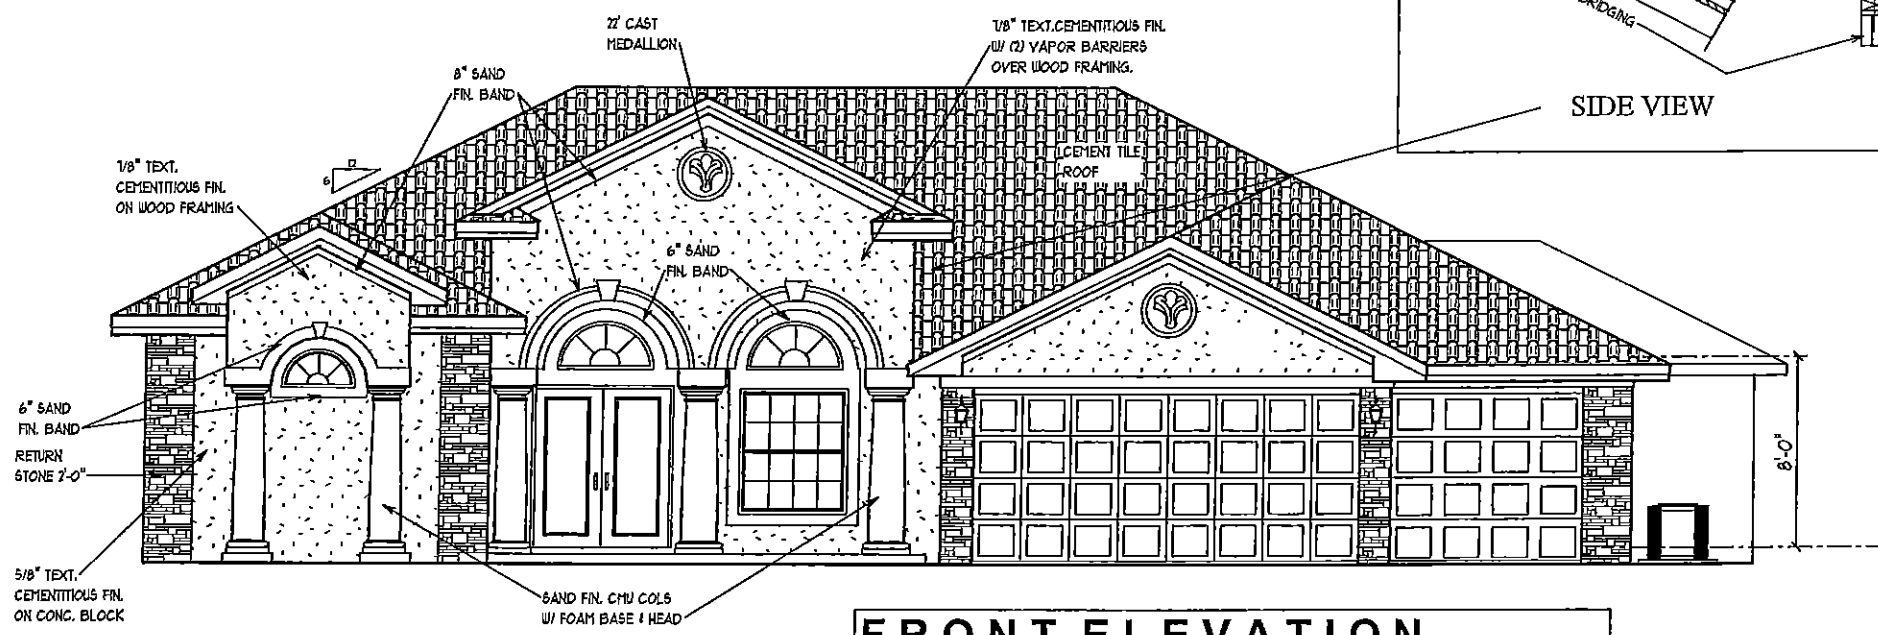 BRIDGING
SIDE VIEW
22' CAST
MEDALLION
7/8" TEXT.CEMENTITIOUS FIN.
W/ (2) VAPOR BARRIERS
OVER WOOD FRAMING.
8" SAND
FIN. BAND
CEMENT TILE
ROOF
12
6
7/8" TEXT.
CEMENTITIOUS FIN.
ON WOOD FRAMING
6" SAND
FIN. BAND
6" SAND
FIN. BAND
RETURN
STONE 2'-0"
8'-0"
5/8" TEXT.
CEMENTITIOUS FIN.
ON CONC. BLOCK
SAND FIN. CMU COLS
W/ FOAM BASE & HEAD
FRONT ELEVATION